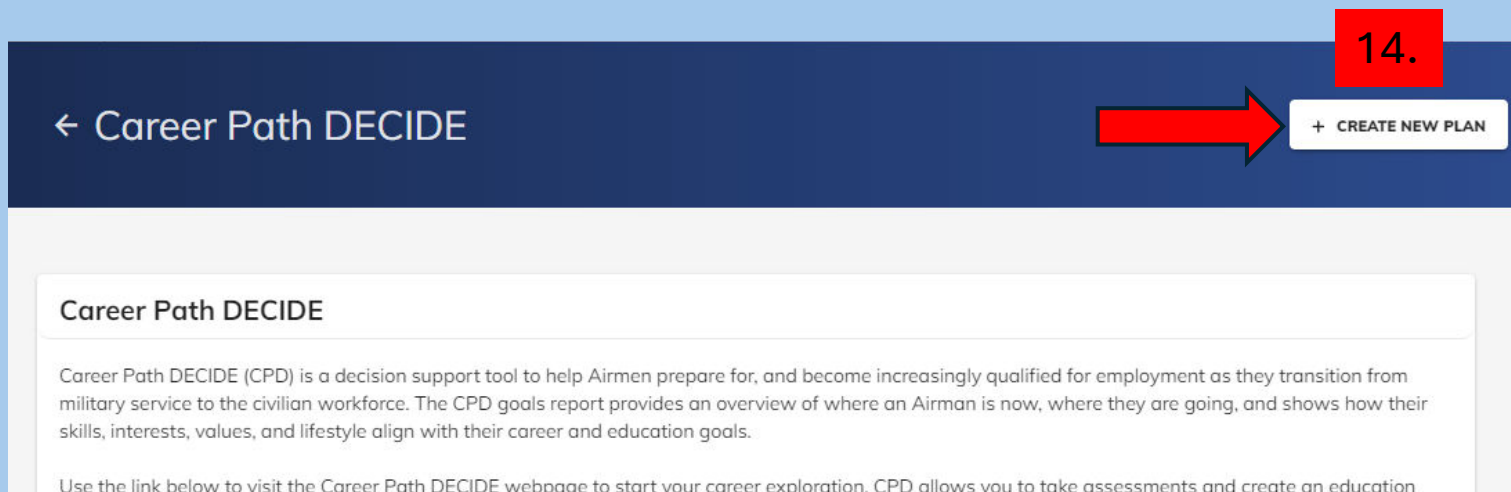 14.
← Career Path DECIDE
+ CREATE NEW PLAN
Career Path DECIDE
Career Path DECIDE (CPD) is a decision support tool to help Airmen prepare for, and become increasingly qualified for employment as they transition from
military service to the civilian workforce. The CPD goals report provides an overview of where an Airman is now, where they are going, and shows how their
skills, interests, values, and lifestyle align with their career and education goals.
Use the link below to visit the Career Path DECIDE webpage to start your career exploration. CPD allows you to take assessments and create an education